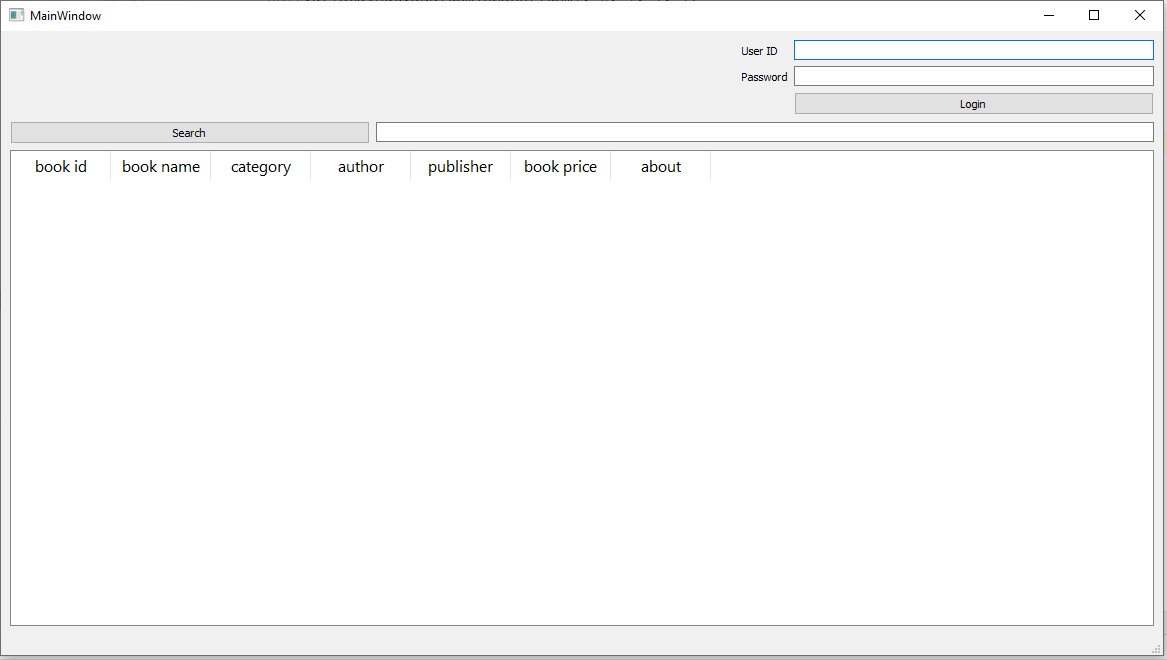 MainWindow
User ID
Password
Login
Search
book id book name category author publisher book price about